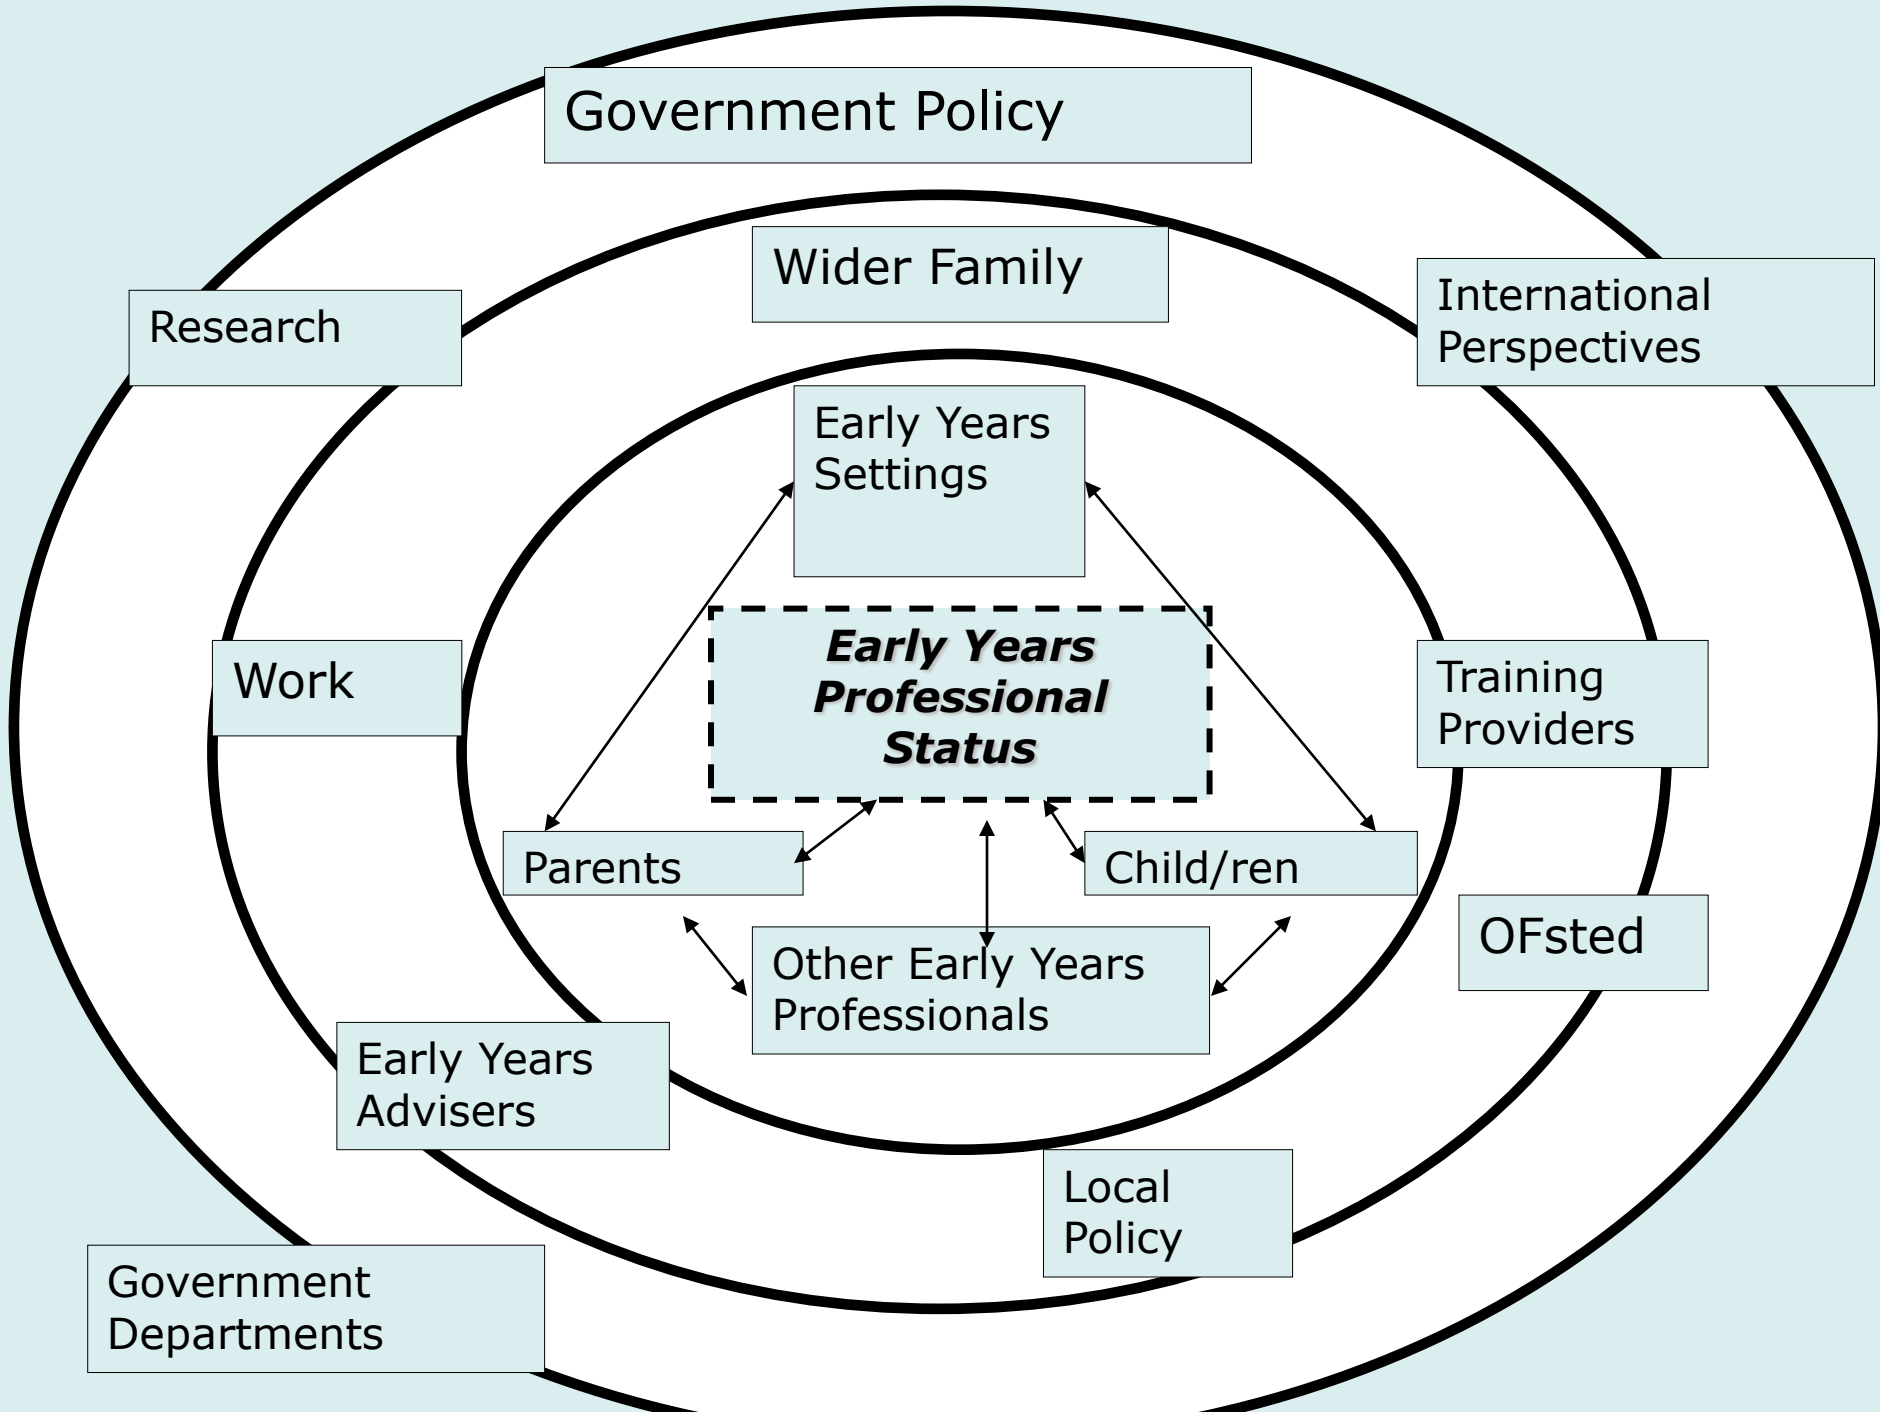 Government Policy
Wider Family
Research
International
Perspectives
Early Years
Settings
Early Years
Professional
Status
Work
Training
Providers
Parents
Child/ren
OFsted
Other Early Years
Professionals
Early Years
Advisers
Local
Policy
Government
Departments